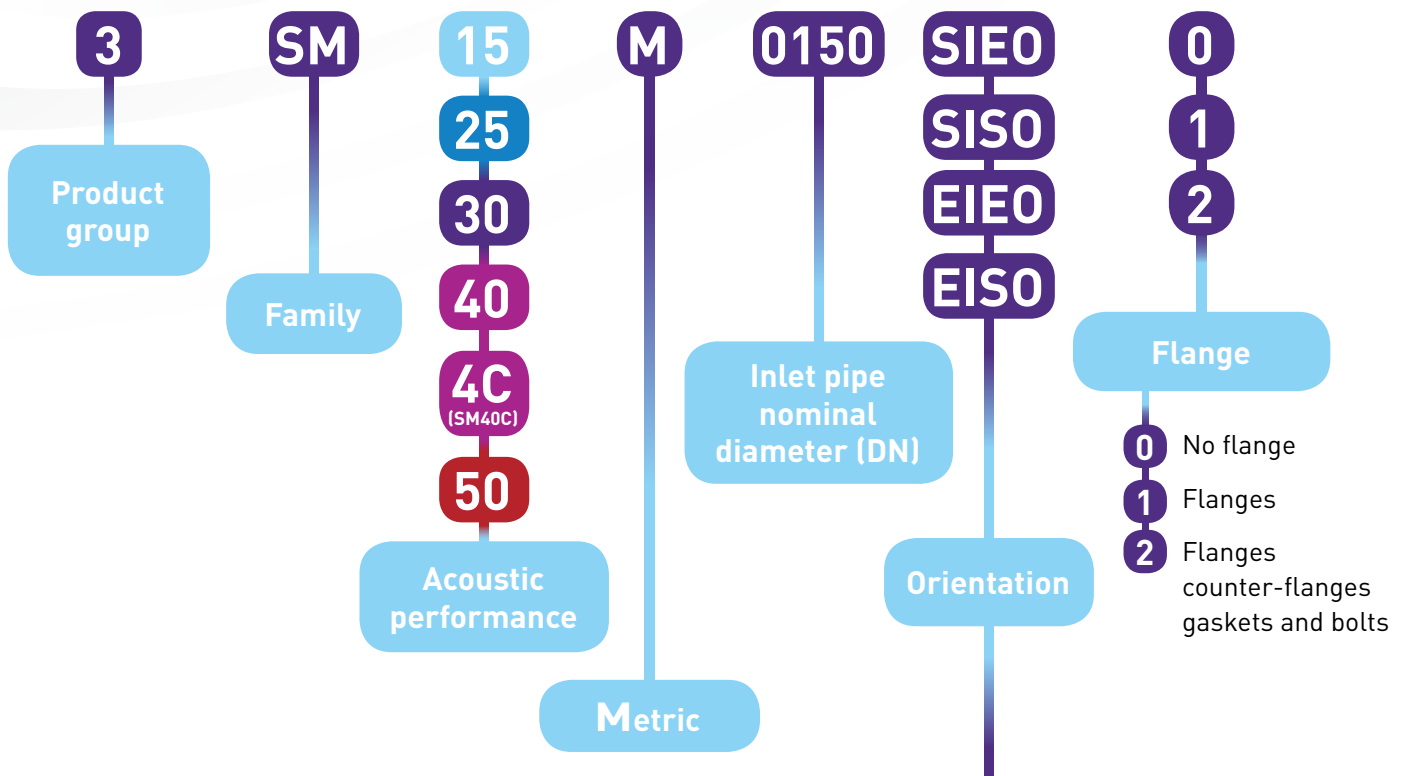 3
SM
15
M
0150
SIEO
0
25
SISO
1
30
EIEO
2
40
EISO
4C
(SM40C)
50
Product
group
Family
Acoustic
performance
Metric
Inlet pipe
nominal
diameter (DN)
Orientation
Flange
0 No flange
1 Flanges
2 Flanges
counter-flanges
gaskets and bolts